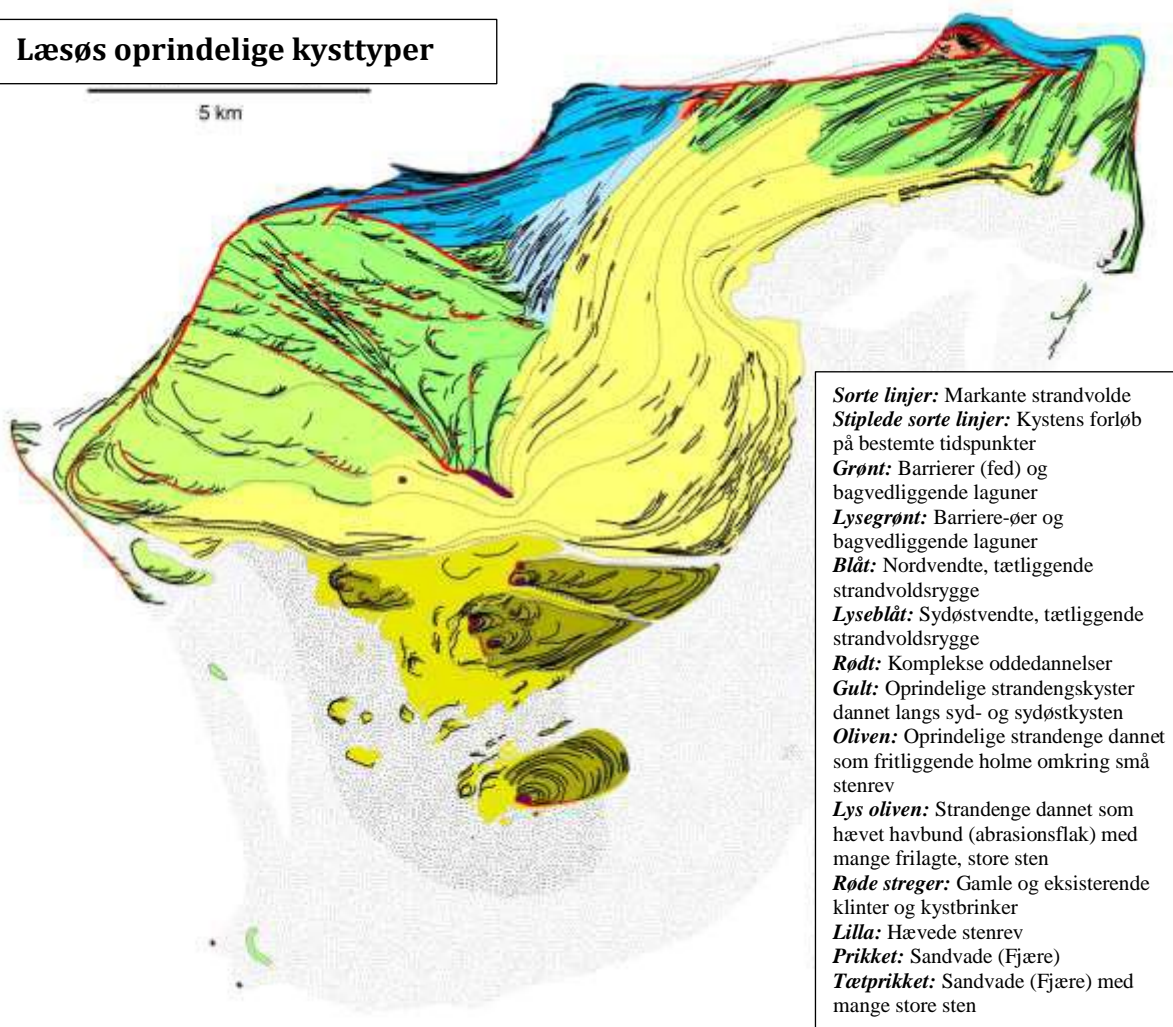 Læsøs oprindelige kysttyper
5 km
Sorte linjer: Markante strandvolde
Stiplede sorte linjer: Kystens forløb
på bestemte tidspunkter
Grønt: Barrierer (fed) og
bagvedliggende laguner
Lysegrønt: Barriere-øer og
bagvedliggende laguner
Blåt: Nordvendte, tætliggende
strandvoldsrygge
Lyseblåt: Sydøstvendte, tætliggende
strandvoldsrygge
Rødt: Komplekse oddedannelser
Gult: Oprindelige strandengskyster
dannet langs syd- og sydøstkysten
Oliven: Oprindelige strandenge dannet
som fritliggende holme omkring små
stenrev
Lys oliven: Strandenge dannet som
hævet havbund (abrasionsflak) med
mange frilagte, store sten
Røde streger: Gamle og eksisterende
klinter og kystbrinker
Lilla: Hævede stenrev
Prikket: Sandvade (Fjære)
Tætprikket: Sandvade (Fjære) med
mange store sten